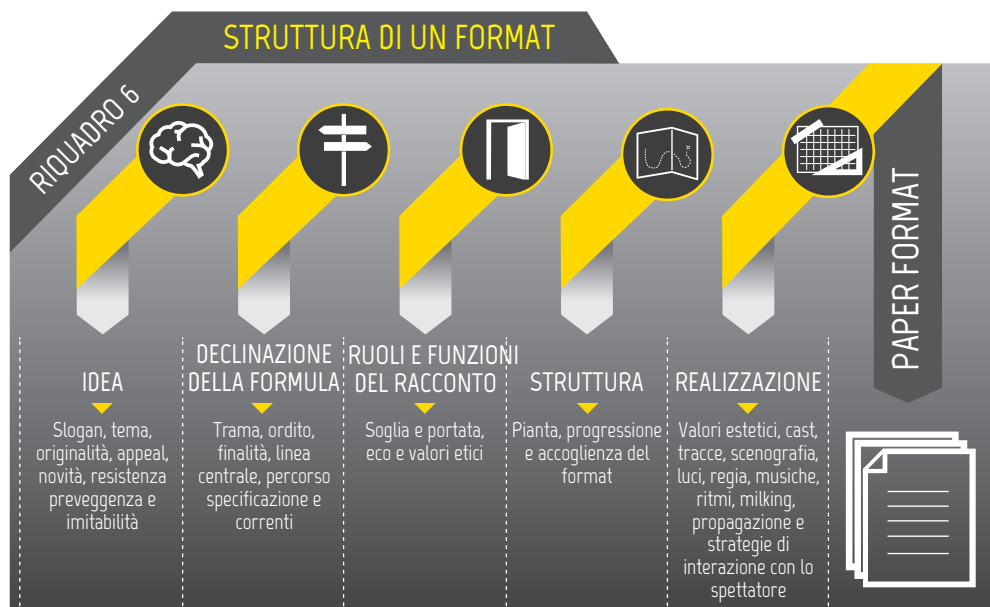 STRUTTURA DI UN FORMAT
RIQUADRO 6
IDEA
Slogan, tema,
originalità, appeal,
novità, resistenza
preveggenza e
imitabilità
DECLINAZIONE
DELLA FORMULA
Trama, ordito,
finalità, linea
centrale, percorso
specificazione e
correnti
RUOLI E FUNZIONI
DEL RACCONTO
Soglia e portata,
eco e valori etici
STRUTTURA
Pianta, progressione
e accoglienza del
format
REALIZZAZIONE
Valori estetici, cast,
tracce, scenografia,
luci, regia, musiche,
ritmi, milking,
propagazione e
strategie di
interazione con lo
spettatore
PAPER FORMAT